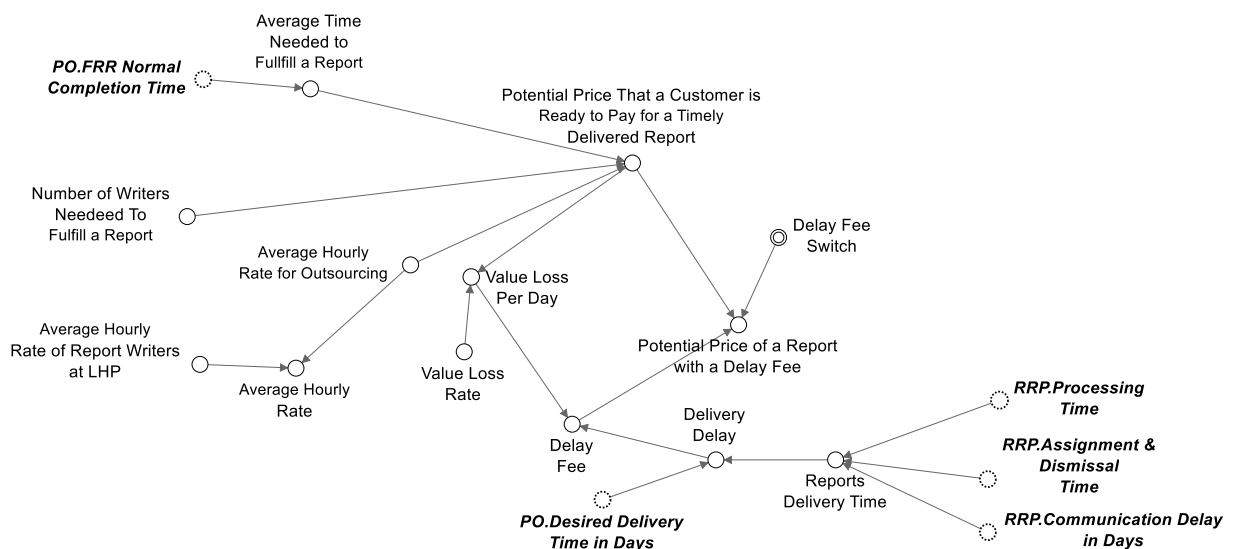 Average Time
Needed to
Fullfill a Report
PO.FRR Normal
Completion Time
Potential Price That a Customer is
Ready to Pay for a Timely
Delivered Report
Number of Writers
Needeed To
Fulfill a Report
Delay Fee
Switch
Average Hourly
Rate for Outsourcing
Value Loss
Per Day
Average Hourly
Rate of Report Writers
at LHP
Average Hourly
Rate
Value Loss
Rate
Potential Price of a Report
with a Delay Fee
RRP.Processing
Time
Delivery
Delay
Delay
Fee
RRP.Assignment &
Dismissal
Time
Reports
Delivery Time
PO.Desired Delivery
Time in Days
RRP.Communication Delay
in Days